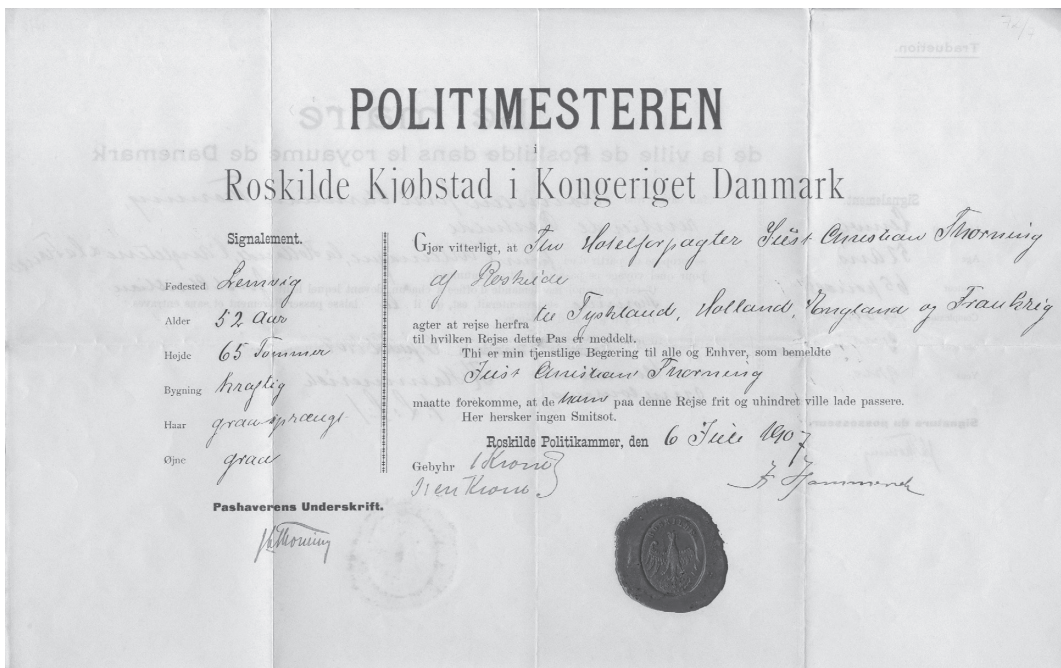 POLITIMESTEREN
i
Roskilde Kjøbstad i Kongeriget Danmark
Signalement.
Fødested Lemvig
Alder 52 Aar
Højde 65 Tommer
Bygning kraftig
Haar graasprængt
Øjne graa
Pashaverens Underskrift.
Thorning
Gjør vitterligt, at Hotelforpagter Just Christian Thorning
af Roskilde
agter at rejse herfra til Tyskland, Holland, England og Frankrig
til hvilken Rejse dette Pas er meddelt.
Thi er min tjenstlige Begæring til alle og Enhver, som bemeldte
Just Christian Thorning
maatte forekomme, at de ham paa denne Rejse frit og uhindret ville lade passere.
Her hersker ingen Smitsot.
Roskilde Politikammer, den 6 Juli 1907
Gebyhr 1 Krone
Krone
Traduction.
de la ville de Roskilde dans le royaume de Danemark
Signalement